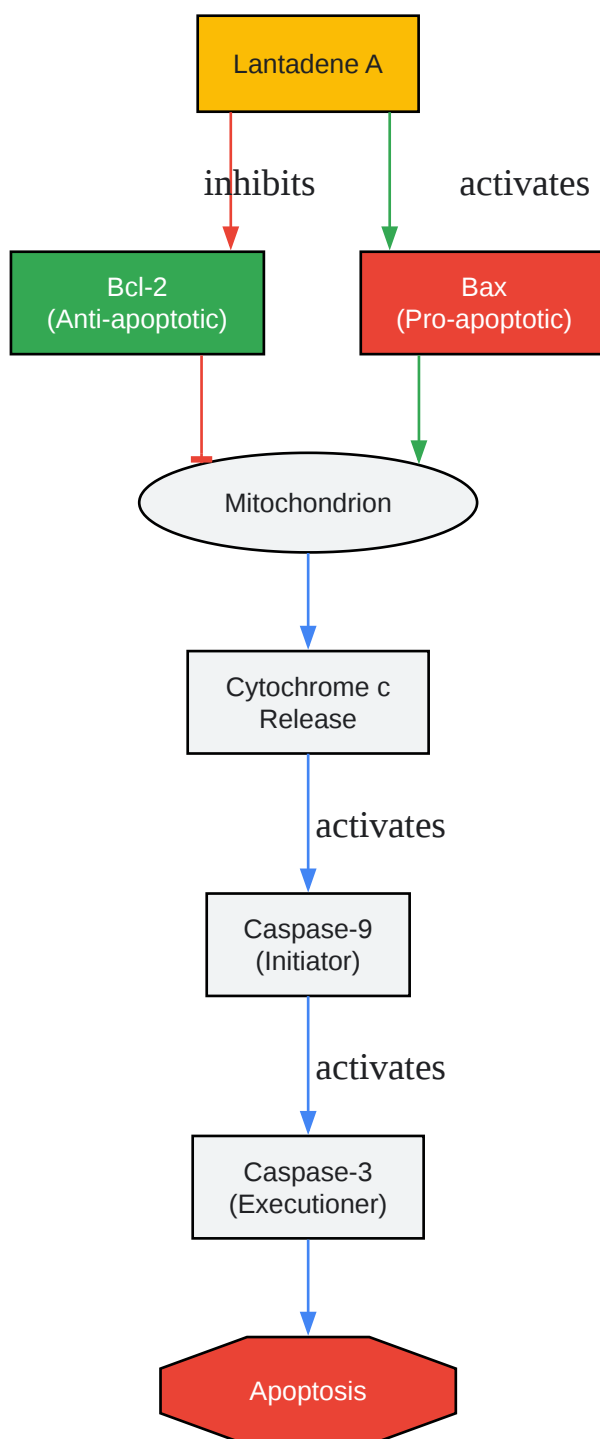 Lantadene A
inhibits
activates
Bcl-2
(Anti-apoptotic)
Bax
(Pro-apoptotic)
Mitochondrion
Cytochrome c
Release
activates
Caspase-9
(Initiator)
activates
Caspase-3
(Executioner)
Apoptosis